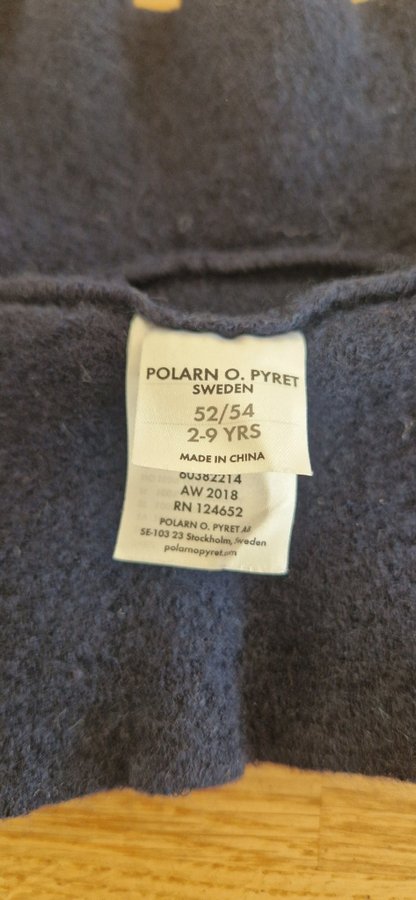 POLARN O. PYRET
SWEDEN
52/54
2-9 YRS
MADE IN CHINA
60382214
AW 2018
RN 124652
POLARN O. PYRET AB
SE-103 23 Stockholm, Sweden
polarnopyret.com